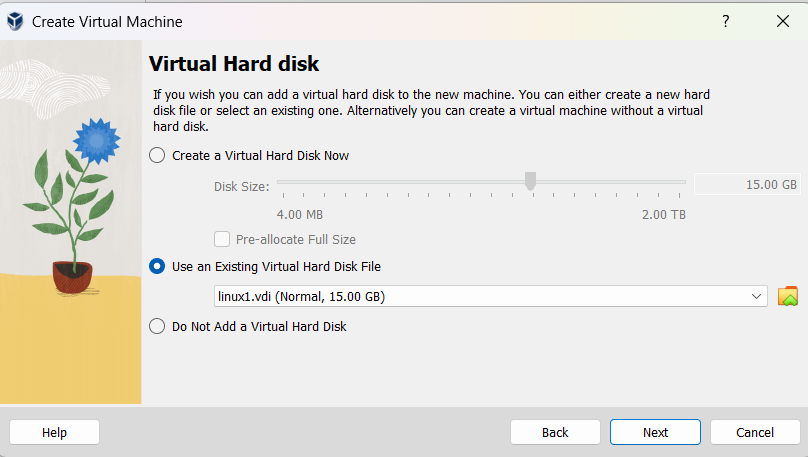 Create Virtual Machine
?
Virtual Hard disk
If you wish you can add a virtual hard disk to the new machine. You can either create a new hard
disk file or select an existing one. Alternatively you can create a virtual machine without a virtual
hard disk.
Create a Virtual Hard Disk Now
Disk Size:
15.00 GB
4.00 MB
2.00 TB
Pre-allocate Full Size
Use an Existing Virtual Hard Disk File
linux1.vdi (Normal, 15.00 GB)
Do Not Add a Virtual Hard Disk
Help
Back
Next
Cancel